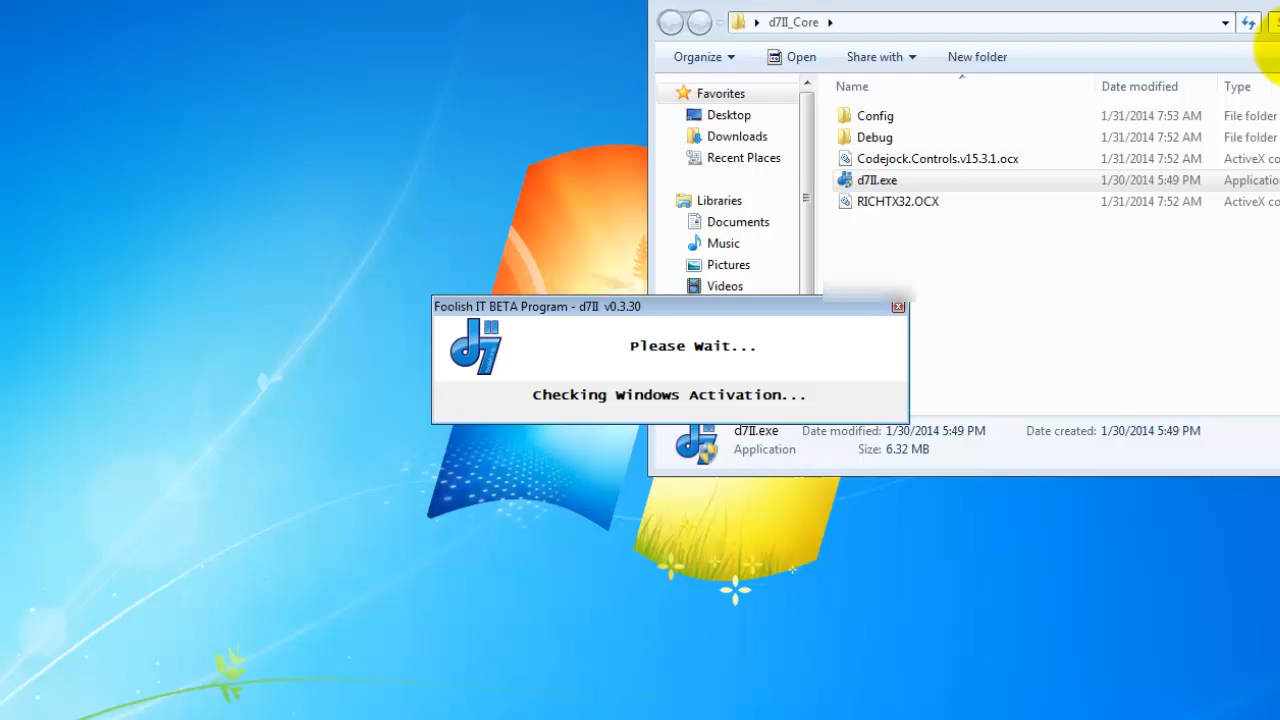 d7II_Core
Organize
Open
Share with
New folder
Name
Date modified
Type
Favorites
Desktop
Downloads
Recent Places
Libraries
Documents
Music
Pictures
Videos
Config 1/31/2014 7:53 AM File folder
Debug 1/31/2014 7:52 AM File folder
Codejock.Controls.v15.3.1.ocx 1/31/2014 7:52 AM ActiveX co
d7II.exe 1/30/2014 5:49 PM Applicatio
RICHTX32.OCX 1/31/2014 7:52 AM ActiveX co
Foolish IT BETA Program - d7II v0.3.30
d7 II
Please Wait...
Checking Windows Activation...
d7II.exe Date modified: 1/30/2014 5:49 PM Date created: 1/30/2014 5:49 PM
Application Size: 6.32 MB